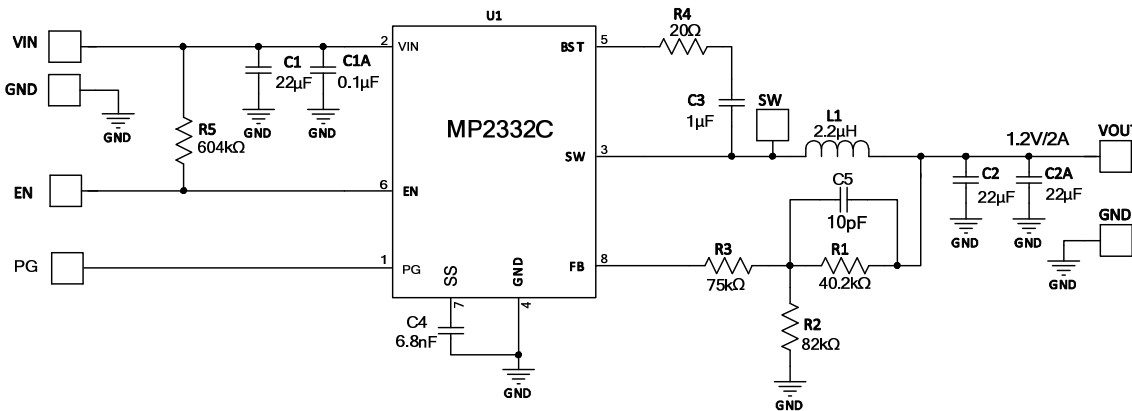 U1
VIN
GND
GND
R5
604kΩ
C1
22µF
GND
C1A
0.1µF
GND
EN
PG
2
VIN
6
EN
1
PG
MP2332C
BST
5
SW
3
FB
8
SS
7
GND
4
C4
6.8nF
GND
R4
20Ω
C3
1µF
SW
L1
2.2µH
1.2V/2A
VOUT
C2
22µF
GND
C2A
22µF
GND
GND
GND
C5
10pF
R3
75kΩ
R1
40.2kΩ
R2
82kΩ
GND